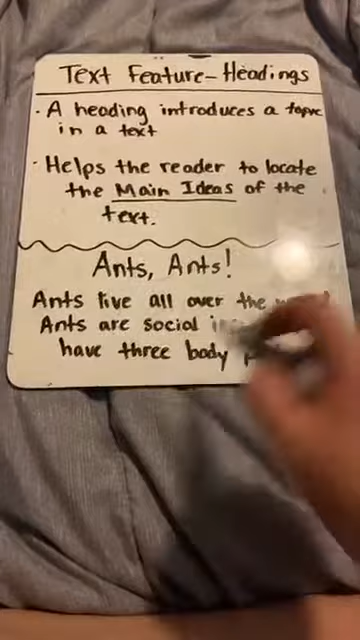 Text Feature - Headings
· A heading introduces a topic
in a text
· Helps the reader to locate
the Main Ideas of the
text.
Ants, Ants!
Ants live all over the
Ants are social
have three body